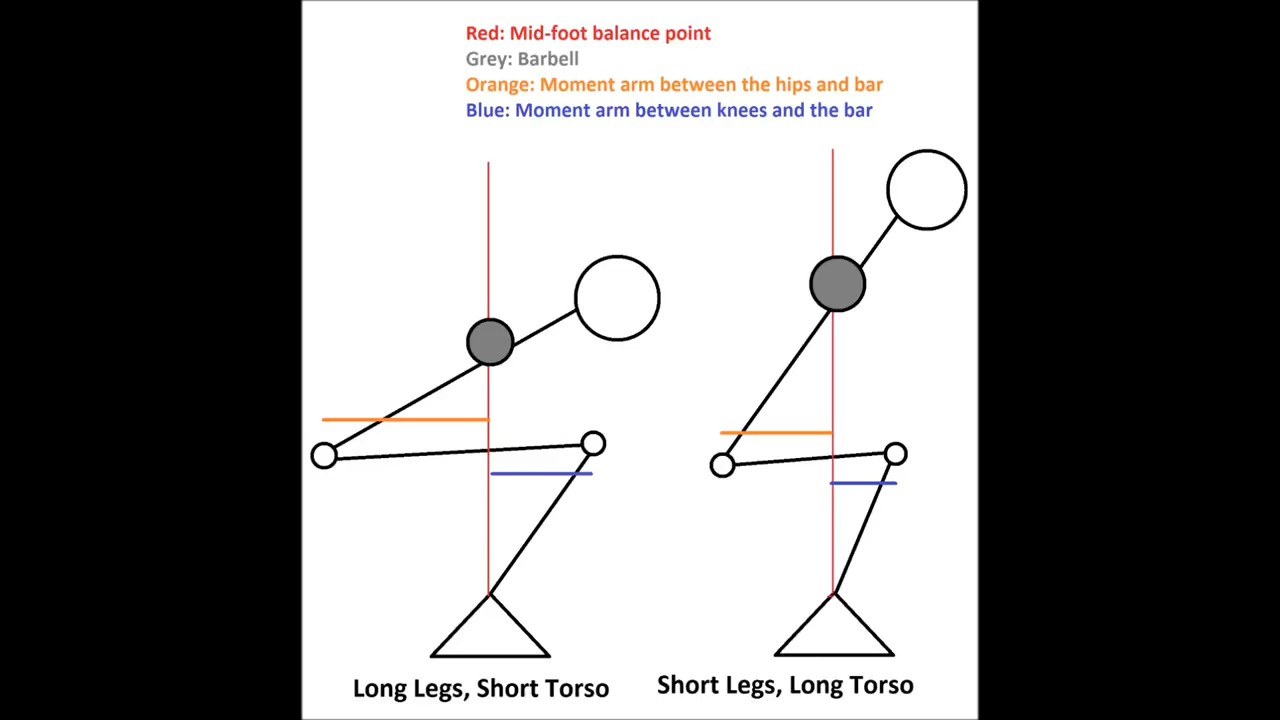 Red: Mid-foot balance point
Grey: Barbell
Orange: Moment arm between the hips and bar
Blue: Moment arm between knees and the bar
Long Legs, Short Torso
Short Legs, Long Torso